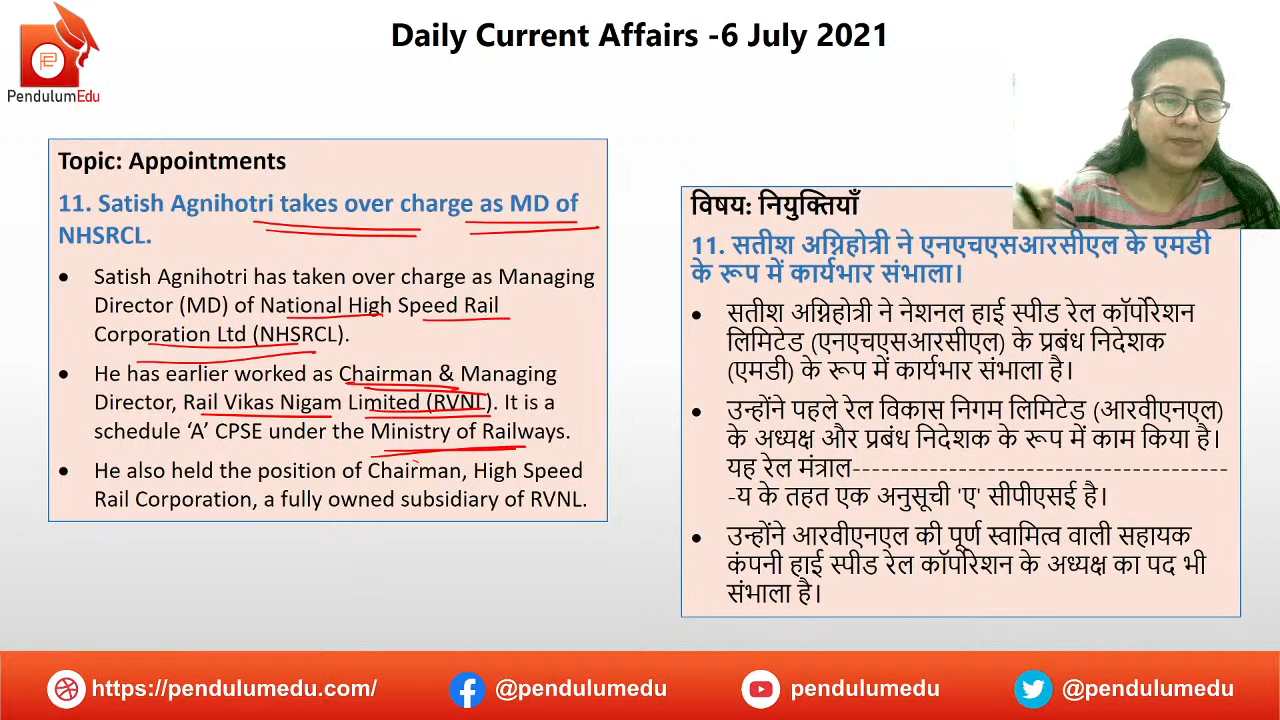 Daily Current Affairs -6 July 2021
PendulumEdu
Topic: Appointments
11. Satish Agnihotri takes over charge as MD of
NHSRCL.
• Satish Agnihotri has taken over charge as Managing
Director (MD) of National High Speed Rail
Corporation Ltd (NHSRCL).
• He has earlier worked as Chairman & Managing
Director, Rail Vikas Nigam Limited (RVNL). It is a
schedule ‘A’ CPSE under the Ministry of Railways.
• He also held the position of Chairman, High Speed
Rail Corporation, a fully owned subsidiary of RVNL.
विषय: नियुक्तियाँ
11. सतीश अग्निहोत्री ने एनएचएसआरसीएल के एमडी
के रूप में कार्यभार संभाला।
• सतीश अग्निहोत्री ने नेशनल हाई स्पीड रेल कॉर्पोरेशन
लिमिटेड (एनएचएसआरसीएल) के प्रबंध निदेशक
(एमडी) के रूप में कार्यभार संभाला है।
• उन्होंने पहले रेल विकास निगम लिमिटेड (आरवीएनएल)
के अध्यक्ष और प्रबंध निदेशक के रूप में काम किया है।
यह रेल मंत्राल---------------------------------------
-य के तहत एक अनुसूची 'ए' सीपीएसई है।
• उन्होंने आरवीएनएल की पूर्ण स्वामित्व वाली सहायक
कंपनी हाई स्पीड रेल कॉर्पोरेशन के अध्यक्ष का पद भी
संभाला है।
https://pendulumedu.com/
@pendulumedu
pendulumedu
@pendulumedu